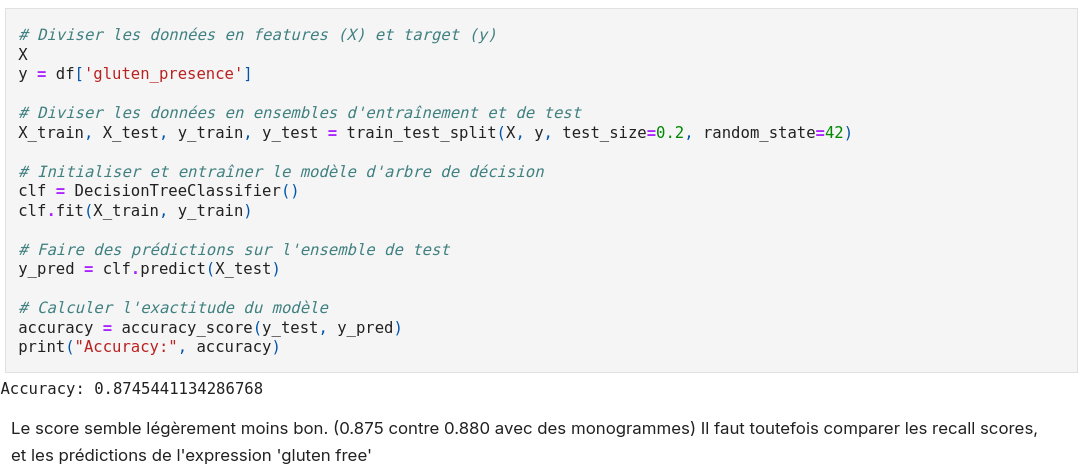 # Diviser les données en features (X) et target (y)
X
y = df['gluten_presence']
# Diviser les données en ensembles d'entraînement et de test
X_train, X_test, y_train, y_test = train_test_split(X, y, test_size=0.2, random_state=42)
# Initialiser et entraîner le modèle d'arbre de décision
clf = DecisionTreeClassifier()
clf.fit(X_train, y_train)
# Faire des prédictions sur l'ensemble de test
y_pred = clf.predict(X_test)
# Calculer l'exactitude du modèle
accuracy = accuracy_score(y_test, y_pred)
print("Accuracy:", accuracy)
Accuracy: 0.8745441134286768
Le score semble légèrement moins bon. (0.875 contre 0.880 avec des monogrammes) Il faut toutefois comparer les recall scores,
et les prédictions de l'expression 'gluten free'